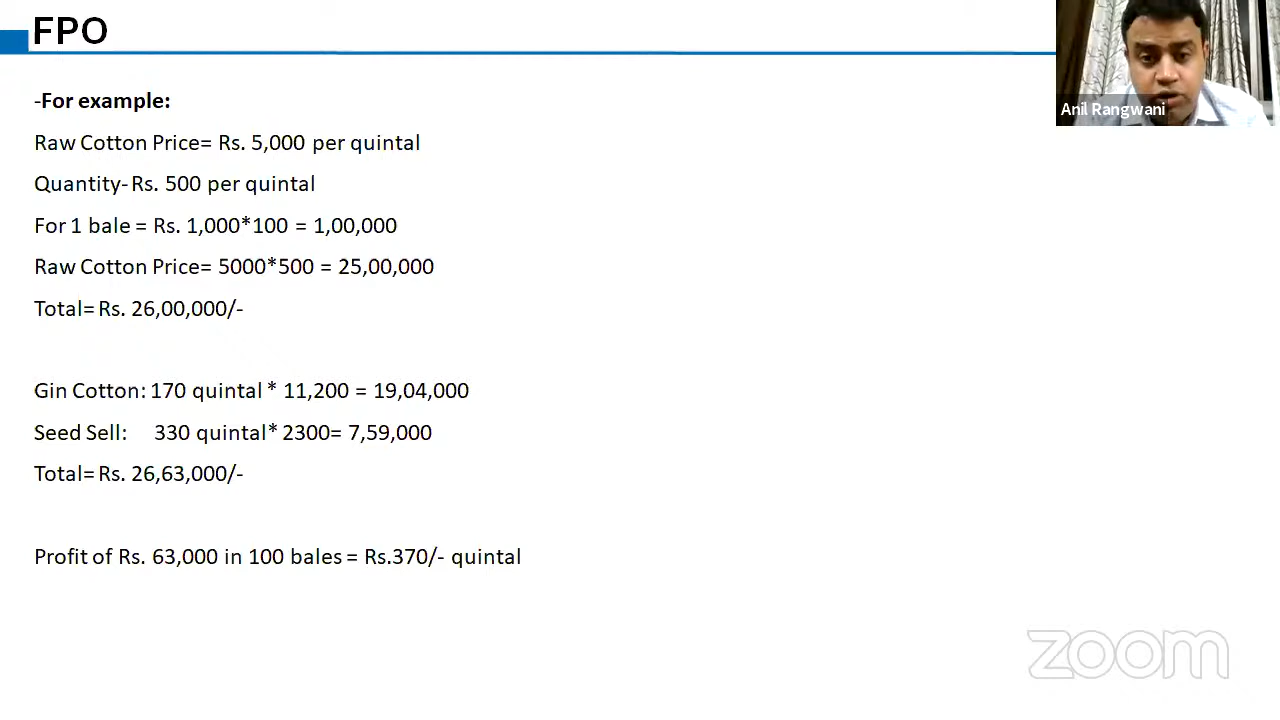 FPO
Anil Rangwani
-For example:
Raw Cotton Price= Rs. 5,000 per quintal
Quantity- Rs. 500 per quintal
For 1 bale = Rs. 1,000*100 = 1,00,000
Raw Cotton Price= 5000*500 = 25,00,000
Total= Rs. 26,00,000/-
Gin Cotton: 170 quintal * 11,200 = 19,04,000
Seed Sell: 330 quintal* 2300= 7,59,000
Total= Rs. 26,63,000/-
Profit of Rs. 63,000 in 100 bales = Rs.370/- quintal
zoom